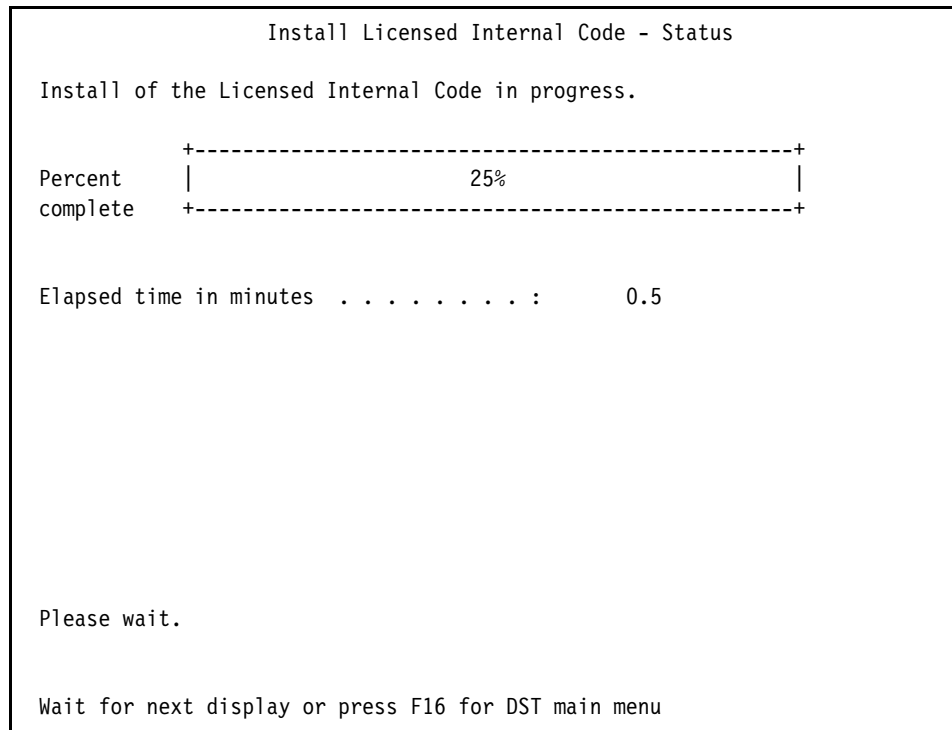 Install Licensed Internal Code - Status
Install of the Licensed Internal Code in progress.
+--------------------------------------------------+
Percent | 25% |
complete +--------------------------------------------------+
Elapsed time in minutes . . . . . . . . : 0.5
Please wait.
Wait for next display or press F16 for DST main menu